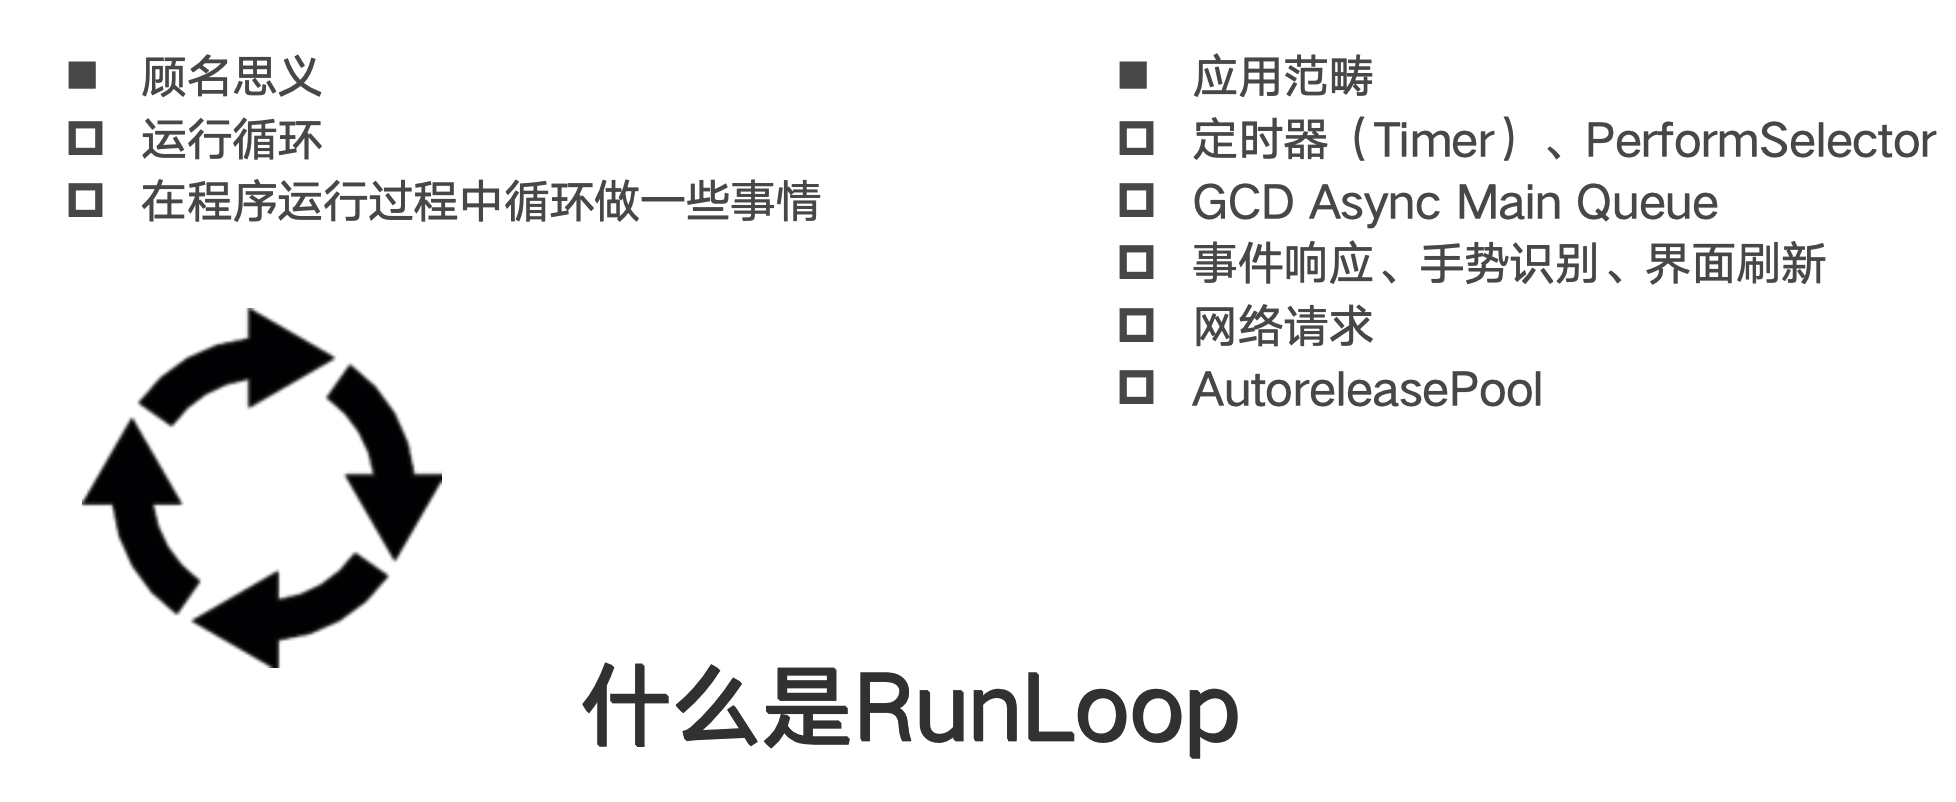 顾名思义
运行循环
在程序运行过程中循环做一些事情
应用范畴
定时器（Timer）、PerformSelector
GCD Async Main Queue
事件响应、手势识别、界面刷新
网络请求
AutoreleasePool
什么是RunLoop